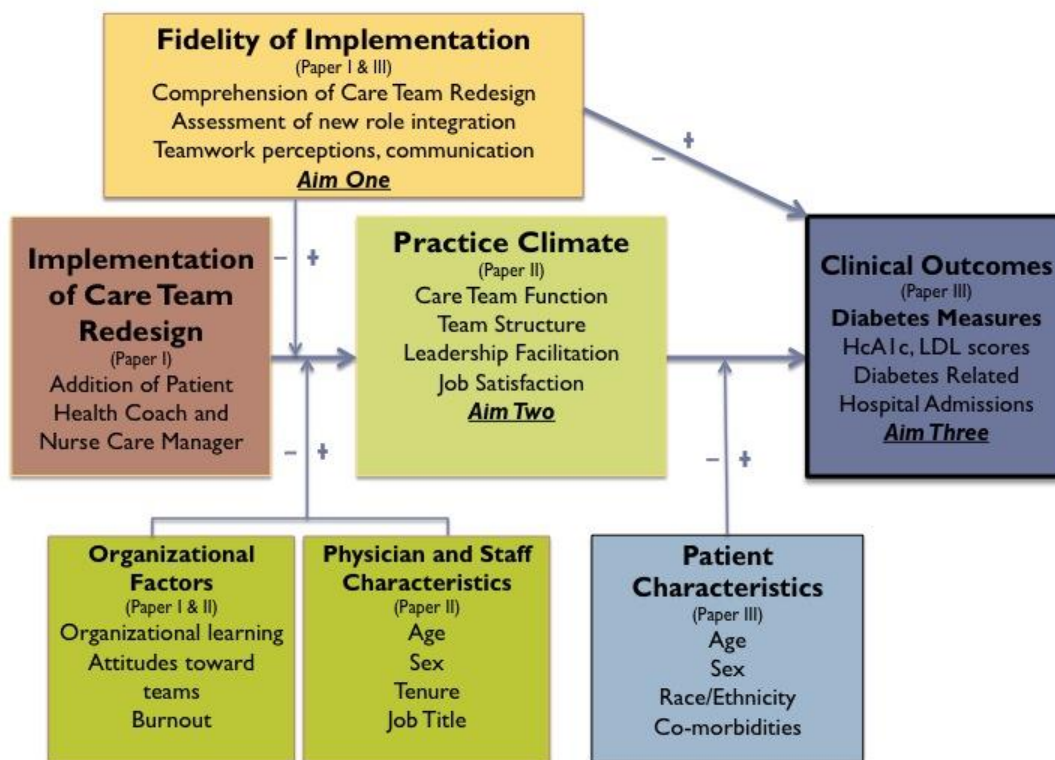 Fidelity of Implementation
(Paper I & III)
Comprehension of Care Team Redesign
Assessment of new role integration
Teamwork perceptions, communication
Aim One
– +
– +
Implementation
of Care Team
Redesign
(Paper I)
Addition of Patient
Health Coach and
Nurse Care Manager
Practice Climate
(Paper II)
Care Team Function
Team Structure
Leadership Facilitation
Job Satisfaction
Aim Two
Clinical Outcomes
(Paper III)
Diabetes Measures
HcA1c, LDL scores
Diabetes Related
Hospital Admissions
Aim Three
– +
– +
Organizational
Factors
(Paper I & II)
Organizational learning
Attitudes toward
teams
Burnout
Physician and Staff
Characteristics
(Paper II)
Age
Sex
Tenure
Job Title
Patient
Characteristics
(Paper III)
Age
Sex
Race/Ethnicity
Co-morbidities